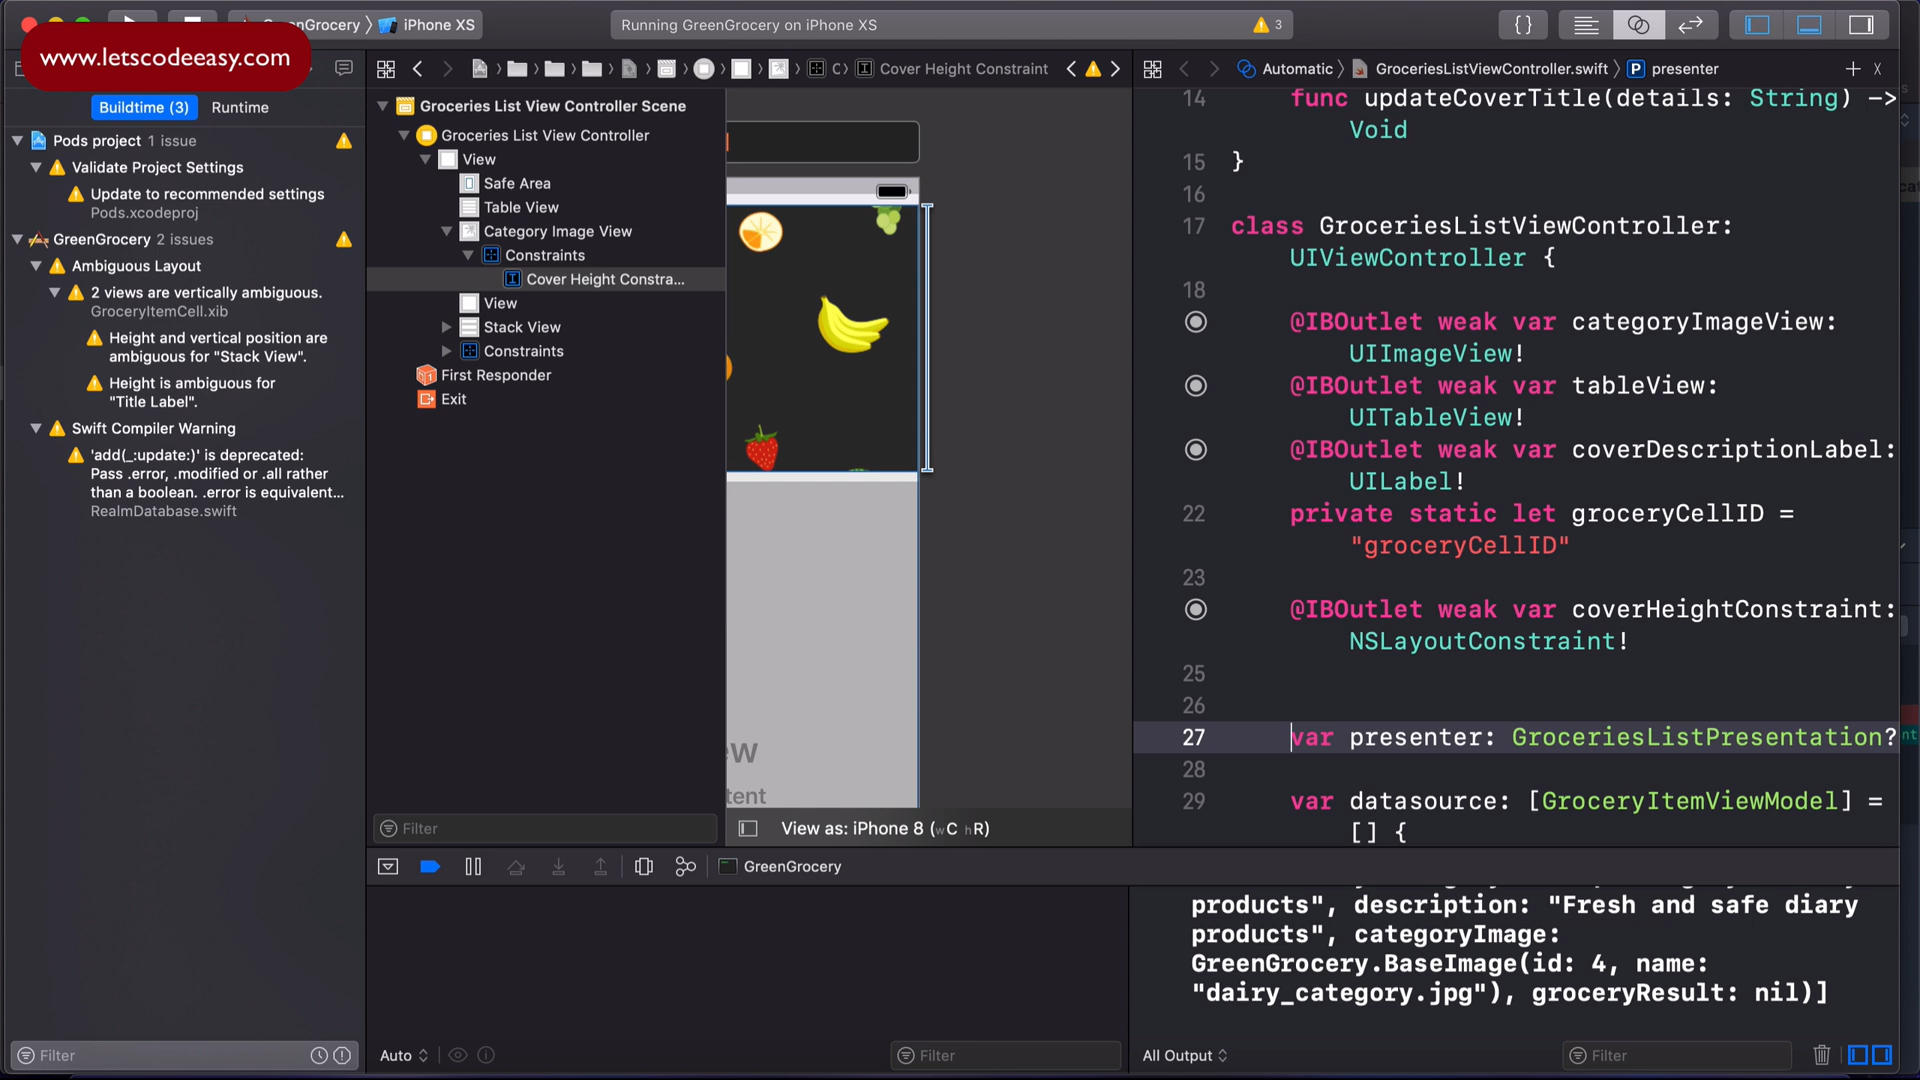 GreenGrocery 〉 iPhone XS
Running GreenGrocery on iPhone XS
3
{ }
www.letscodeeasy.com
Buildtime (3)
Runtime
Pods project 1 issue
Validate Project Settings
Update to recommended settings
Pods.xcodeproj
GreenGrocery 2 issues
Ambiguous Layout
2 views are vertically ambiguous.
GroceryItemCell.xib
Height and vertical position are
ambiguous for "Stack View".
Height is ambiguous for
"Title Label".
Swift Compiler Warning
'add(_:update:)' is deprecated:
Pass .error, .modified or .all rather
than a boolean. .error is equivalent...
RealmDatabase.swift
Filter
Cover Height Constraint
Groceries List View Controller Scene
Groceries List View Controller
View
Safe Area
Table View
Category Image View
Constraints
Cover Height Constra...
View
Stack View
Constraints
First Responder
Exit
Filter
View as: iPhone 8 (wC hR)
Automatic 〉 GroceriesListViewController.swift 〉 P presenter
14 func updateCoverTitle(details: String) ->
Void
15 }
16
17 class GroceriesListViewController:
UIViewController {
18
@IBOutlet weak var categoryImageView:
UIImageView!
@IBOutlet weak var tableView:
UITableView!
@IBOutlet weak var coverDescriptionLabel:
UILabel!
22 private static let groceryCellID =
"groceryCellID"
23
@IBOutlet weak var coverHeightConstraint:
NSLayoutConstraint!
25
26
27 var presenter: GroceriesListPresentation?
28
29 var datasource: [GroceryItemViewModel] =
[] {
GreenGrocery
products", description: "Fresh and safe diary
products", categoryImage:
GreenGrocery.BaseImage(id: 4, name:
"dairy_category.jpg"), groceryResult: nil)]
Auto
Filter
All Output
Filter